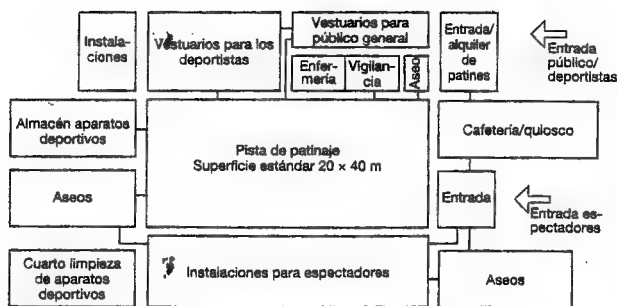 Instala-
ciones
Vestuarios para los
deportistas
Vestuarios para
público general
Enfer-
mería
Vigilan-
cia
Aseo
Entrada/
alquiler
de
patines
Entrada
público/
deportistas
Almacén aparatos
deportivos
Pista de patinaje
Superficie estándar 20 × 40 m
Cafetería/quiosco
Aseos
Entrada
Entrada es-
pectadores
Cuarto limpieza
de aparatos
deportivos
Instalaciones para espectadores
Aseos